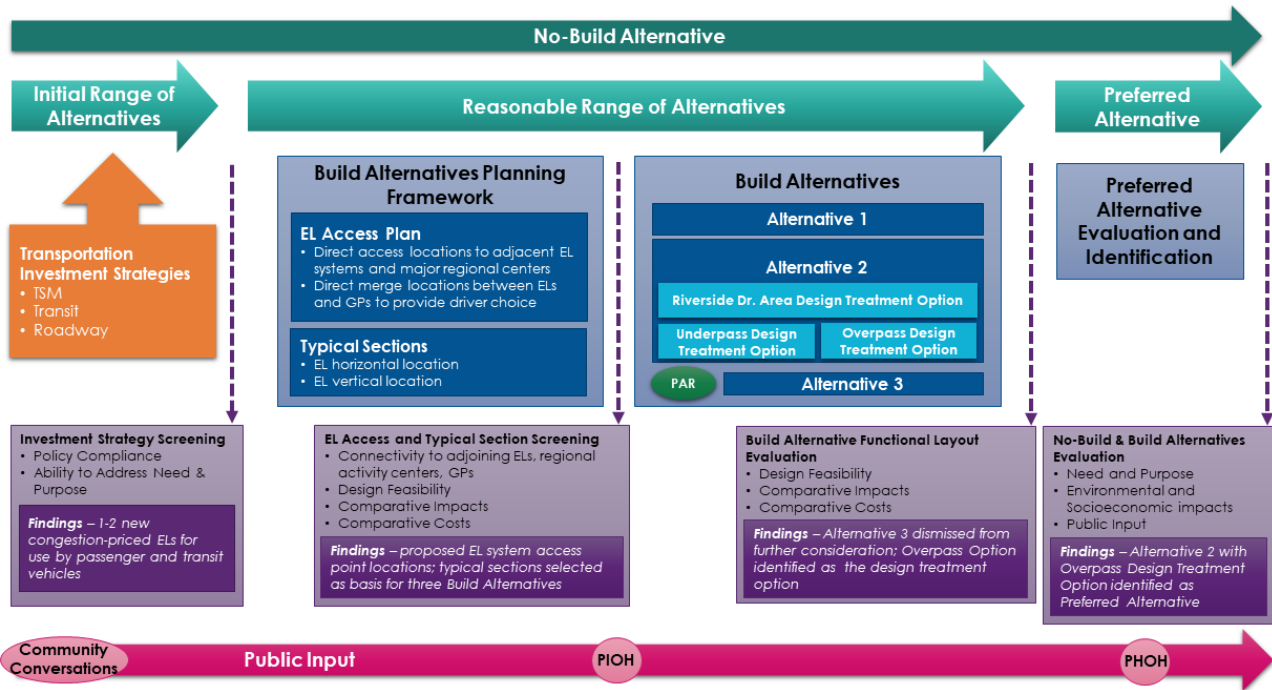 No-Build Alternative
Initial Range of
Alternatives
Reasonable Range of Alternatives
Preferred
Alternative
Transportation
Investment Strategies
• TSM
• Transit
• Roadway
Build Alternatives Planning
Framework
EL Access Plan
• Direct access locations to adjacent EL
systems and major regional centers
• Direct merge locations between ELs
and GPs to provide driver choice
Typical Sections
• EL horizontal location
• EL vertical location
Build Alternatives
Alternative 1
Alternative 2
Riverside Dr. Area Design Treatment Option
Underpass Design
Treatment Option
Overpass Design
Treatment Option
PAR
Alternative 3
Preferred
Alternative
Evaluation and
Identification
Investment Strategy Screening
• Policy Compliance
• Ability to Address Need &
Purpose
Findings – 1-2 new
congestion-priced ELs for
use by passenger and transit
vehicles
EL Access and Typical Section Screening
• Connectivity to adjoining ELs, regional
activity centers, GPs
• Design Feasibility
• Comparative Impacts
• Comparative Costs
Findings – proposed EL system access
point locations; typical sections selected
as basis for three Build Alternatives
Build Alternative Functional Layout
Evaluation
• Design Feasibility
• Comparative Impacts
• Comparative Costs
Findings – Alternative 3 dismissed from
further consideration; Overpass Option
identified as the design treatment
option
No-Build & Build Alternatives
Evaluation
• Need and Purpose
• Environmental and
Socioeconomic impacts
• Public Input
Findings – Alternative 2 with
Overpass Design Treatment
Option identified as
Preferred Alternative
Community
Conversations
Public Input
PIOH
PHOH